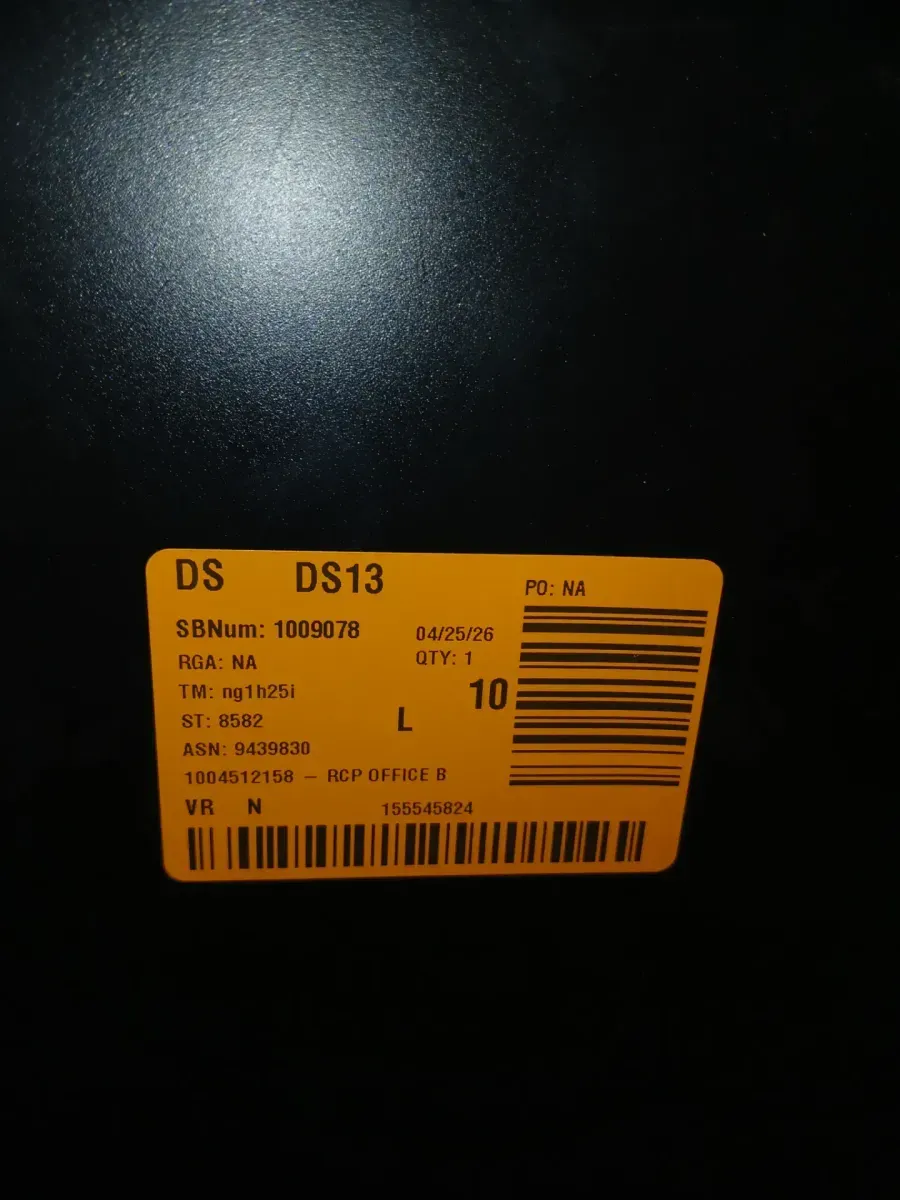 DS DS13
PO: NA
SBNum: 1009078
04/25/26
RGA: NA
QTY: 1
TM: ng1h25i
10
ST: 8582
L
ASN: 9439830
1004512158 – RCP OFFICE B
VR N
155545824